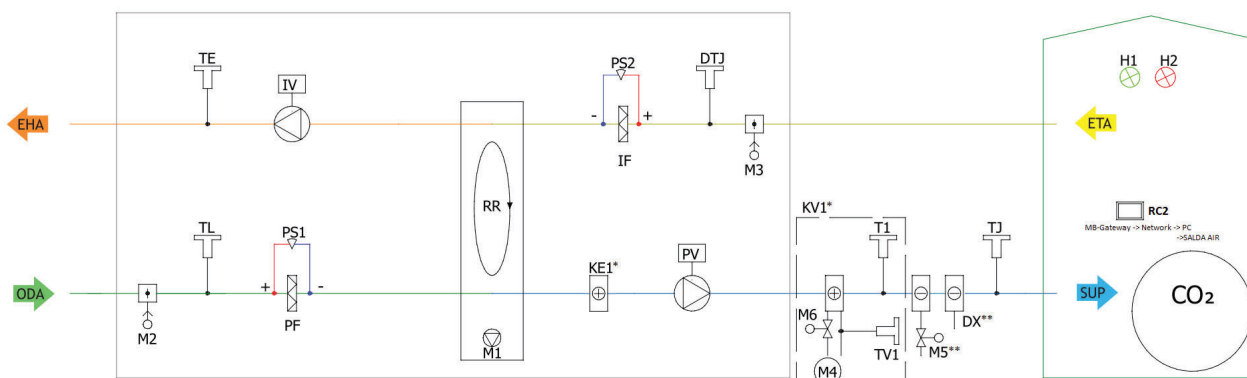 TE
IV
PS2
DTJ
H1 H2
EHA
- +
ETA
IF
M3
RR
KV1*
RC2
MB-Gateway -> Network -> PC
->SALDA AIR
TL
PS1
KE1*
PV
T1
TJ
ODA
+ -
SUP
CO₂
M2
PF
M1
M6
M4
TV1
M5**
DX**